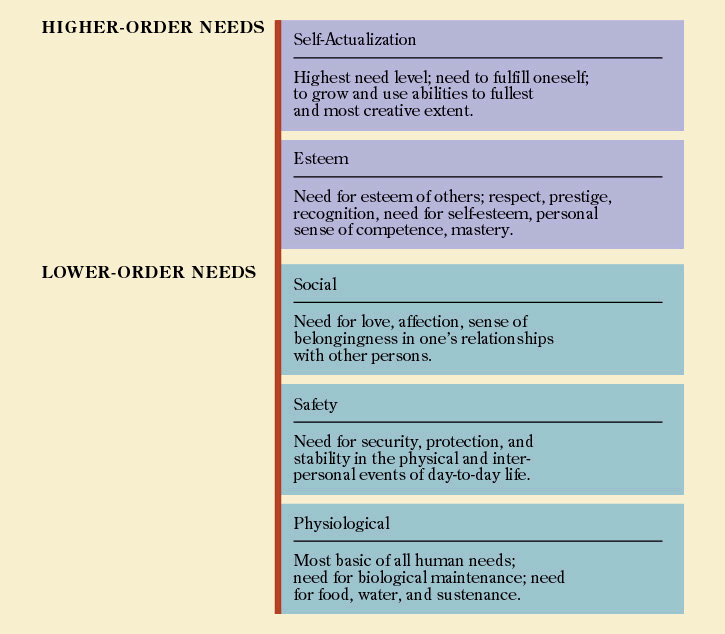 HIGHER-ORDER NEEDS
Self-Actualization
Highest need level; need to fulfill oneself;
to grow and use abilities to fullest
and most creative extent.
Esteem
Need for esteem of others; respect, prestige,
recognition, need for self-esteem, personal
sense of competence, mastery.
LOWER-ORDER NEEDS
Social
Need for love, affection, sense of
belongingness in one's relationships
with other persons.
Safety
Need for security, protection, and
stability in the physical and inter-
personal events of day-to-day life.
Physiological
Most basic of all human needs;
need for biological maintenance; need
for food, water, and sustenance.